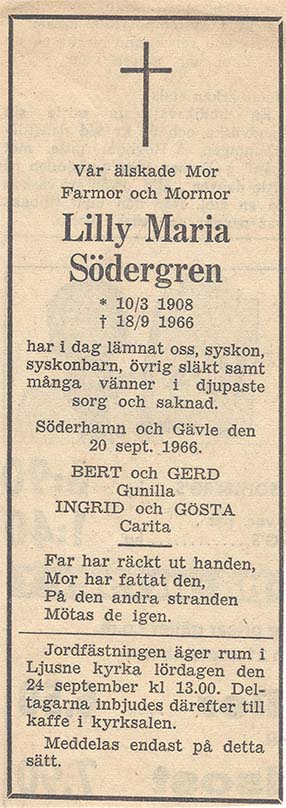 Vår älskade Mor
Farmor och Mormor
Lilly Maria
Södergren
* 10/3 1908
† 18/9 1966
har i dag lämnat oss, syskon,
syskonbarn, övrig släkt samt
många vänner i djupaste
sorg och saknad.
Söderhamn och Gävle den
20 sept. 1966.
BERT och GERD
Gunilla
INGRID och GÖSTA
Carita
Far har räckt ut handen,
Mor har fattat den,
På den andra stranden
Mötas de igen.
Jordfästningen äger rum i
Ljusne kyrka lördagen den
24 september kl 13.00. Del-
tagarna inbjudes därefter till
kaffe i kyrksalen.
Meddelas endast på detta
sätt.